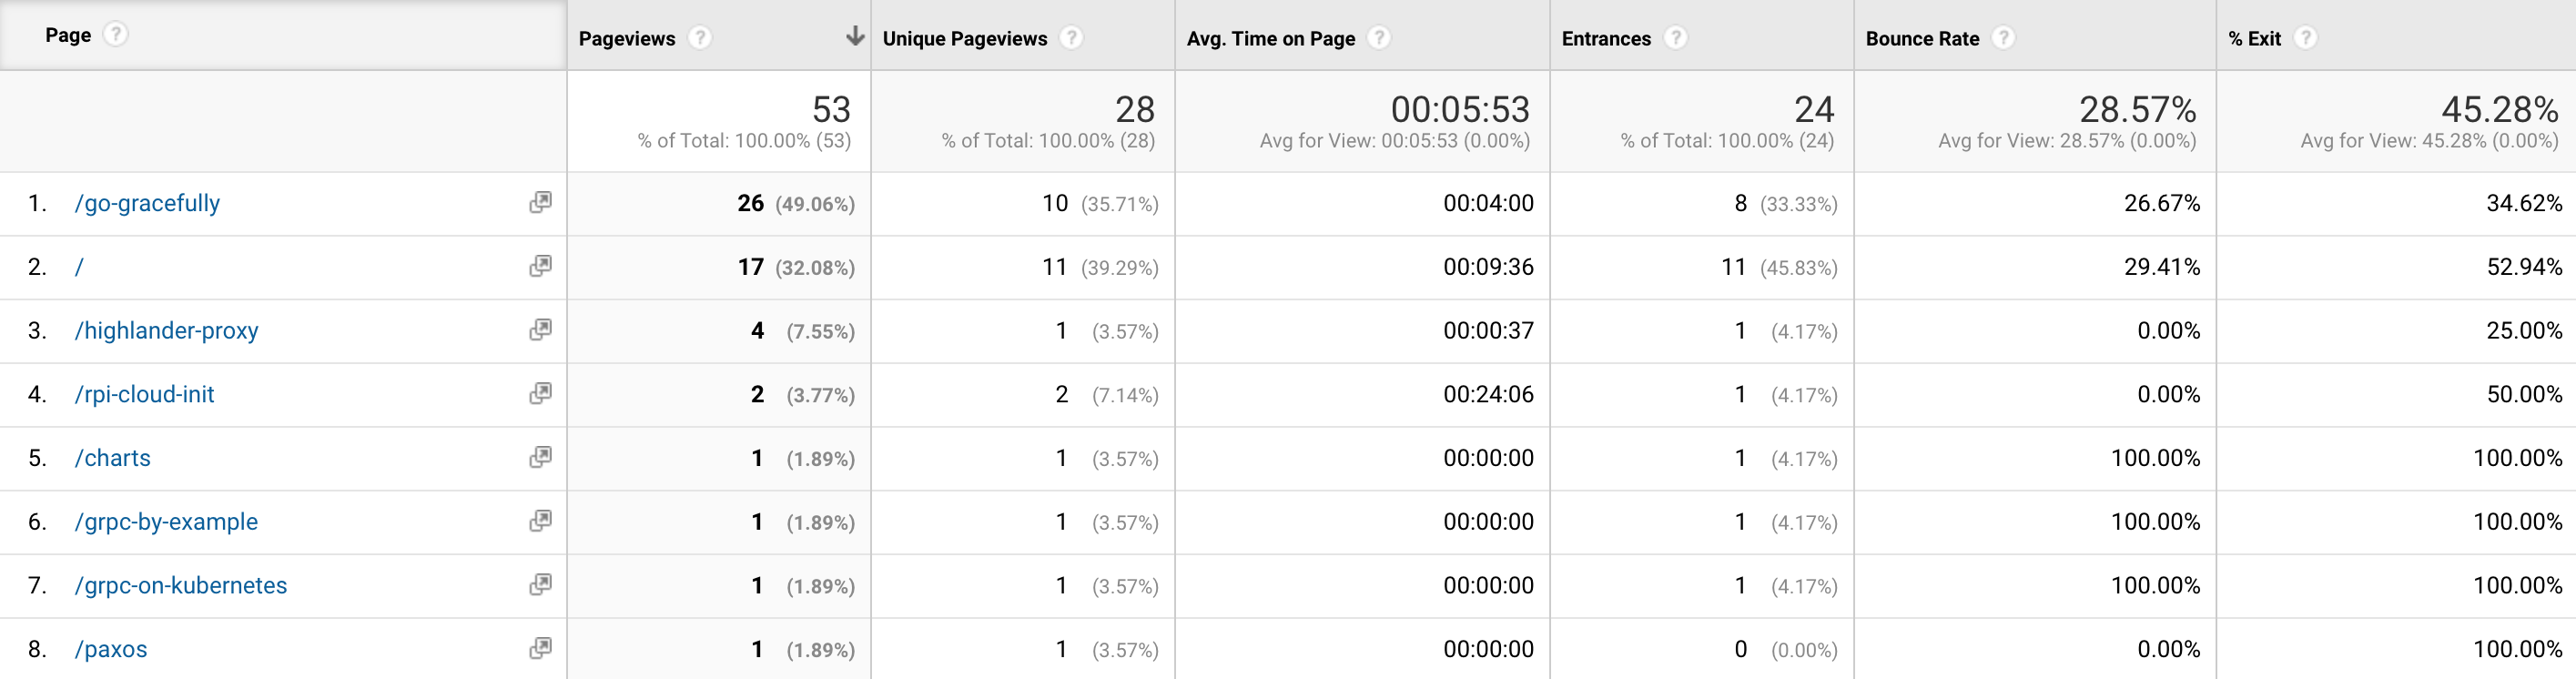 Page ? Pageviews ? Unique Pageviews ? Avg. Time on Page ? Entrances ? Bounce Rate ? % Exit ?
53 28 00:05:53 24 28.57% 45.28%
% of Total: 100.00% (53) % of Total: 100.00% (28) Avg for View: 00:05:53 (0.00%) % of Total: 100.00% (24) Avg for View: 28.57% (0.00%) Avg for View: 45.28% (0.00%)
1. /go-gracefully 26 (49.06%) 10 (35.71%) 00:04:00 8 (33.33%) 26.67% 34.62%
2. / 17 (32.08%) 11 (39.29%) 00:09:36 11 (45.83%) 29.41% 52.94%
3. /highlander-proxy 4 (7.55%) 1 (3.57%) 00:00:37 1 (4.17%) 0.00% 25.00%
4. /rpi-cloud-init 2 (3.77%) 2 (7.14%) 00:24:06 1 (4.17%) 0.00% 50.00%
5. /charts 1 (1.89%) 1 (3.57%) 00:00:00 1 (4.17%) 100.00% 100.00%
6. /grpc-by-example 1 (1.89%) 1 (3.57%) 00:00:00 1 (4.17%) 100.00% 100.00%
7. /grpc-on-kubernetes 1 (1.89%) 1 (3.57%) 00:00:00 1 (4.17%) 100.00% 100.00%
8. /paxos 1 (1.89%) 1 (3.57%) 00:00:00 0 (0.00%) 0.00% 100.00%